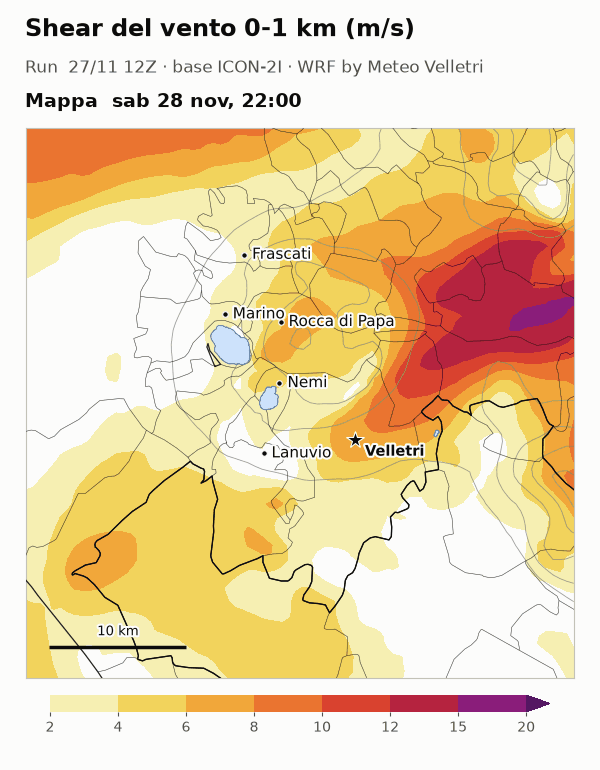 Shear del vento 0-1 km (m/s)
Run  27/11 12Z · base ICON-2I · WRF by Meteo Velletri
Mappa  sab 28 nov, 22:00
Frascati
Marino
Rocca di Papa
Nemi
Velletri
Lanuvio
10 km
2 4 6 8 10 12 15 20